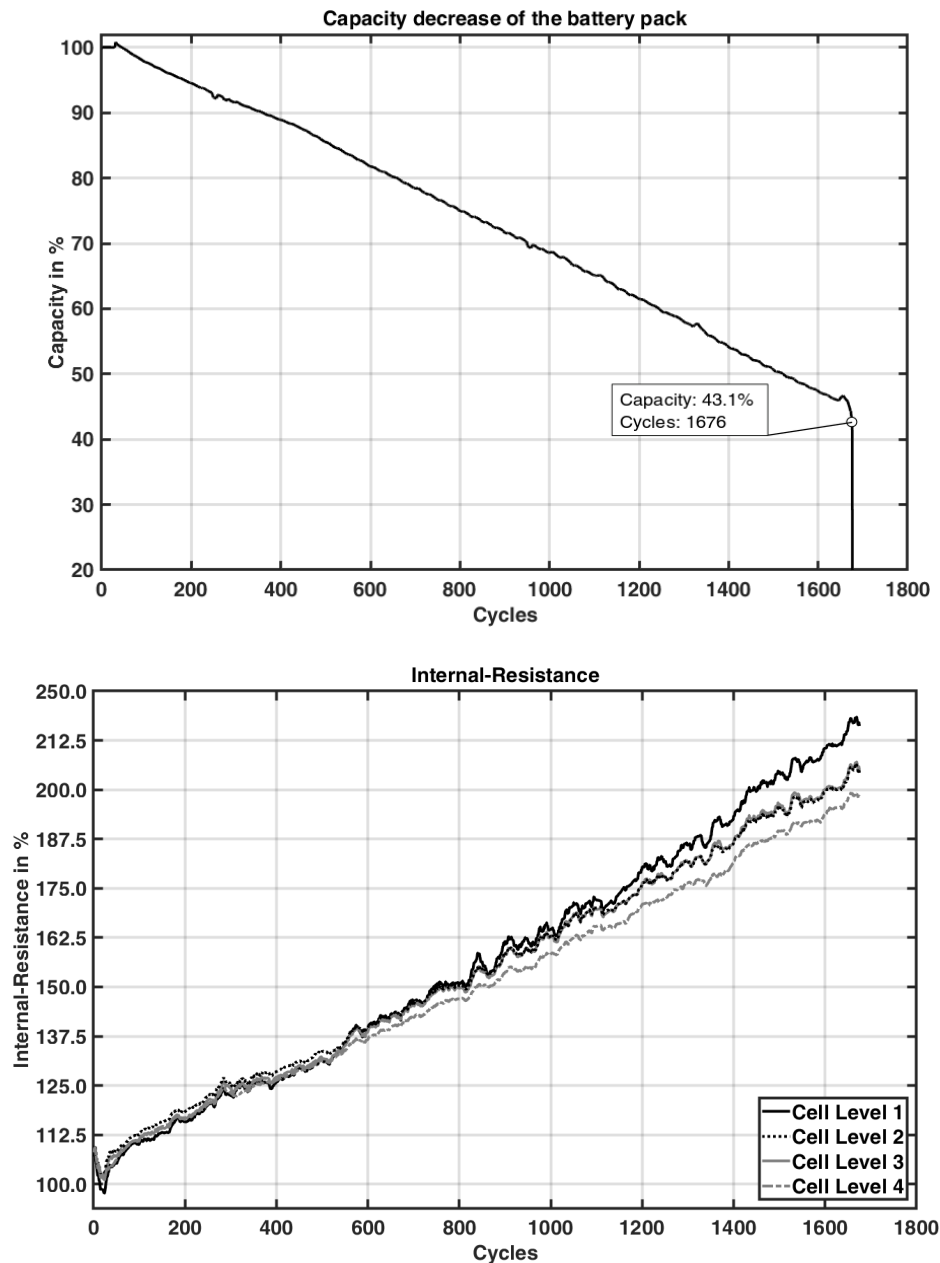 Capacity decrease of the battery pack
100
90
80
70
60
50
40
30
20
Capacity in %
Capacity: 43.1%
Cycles: 1676
0 200 400 600 800 1000 1200 1400 1600 1800
Cycles
Internal-Resistance
250.0
212.5
200.0
187.5
175.0
162.5
150.0
137.5
125.0
112.5
100.0
Internal-Resistance in %
Cell Level 1
Cell Level 2
Cell Level 3
Cell Level 4
0 200 400 600 800 1000 1200 1400 1600 1800
Cycles